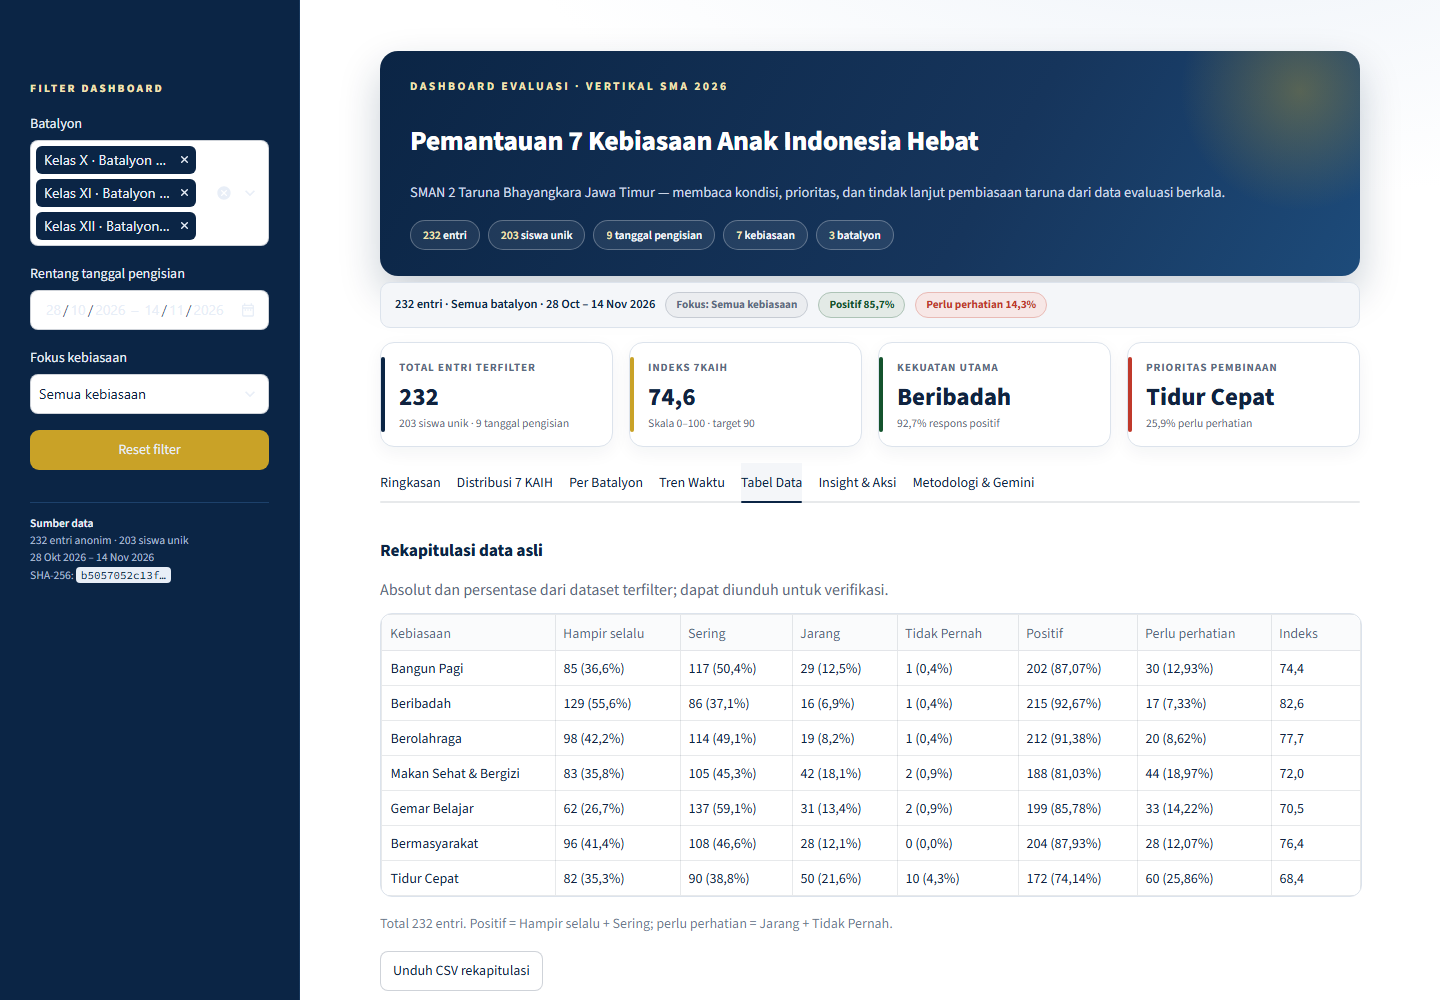 FILTER DASHBOARD
Batalyon
Kelas X · Batalyon ...
Kelas XI · Batalyon ...
Kelas XII · Batalyon...
Rentang tanggal pengisian
28/10/2026 – 14/11/2026
Fokus kebiasaan
Semua kebiasaan
Reset filter
Sumber data
232 entri anonim · 203 siswa unik
28 Okt 2026 – 14 Nov 2026
SHA-256: b5057052c13f…
DASHBOARD EVALUASI · VERTIKAL SMA 2026
Pemantauan 7 Kebiasaan Anak Indonesia Hebat
SMAN 2 Taruna Bhayangkara Jawa Timur — membaca kondisi, prioritas, dan tindak lanjut pembiasaan taruna dari data evaluasi berkala.
232 entri 203 siswa unik 9 tanggal pengisian 7 kebiasaan 3 batalyon
232 entri · Semua batalyon · 28 Oct – 14 Nov 2026 Fokus: Semua kebiasaan Positif 85,7% Perlu perhatian 14,3%
TOTAL ENTRI TERFILTER
232
203 siswa unik · 9 tanggal pengisian
INDEKS 7KAIH
74,6
Skala 0–100 · target 90
KEKUATAN UTAMA
Beribadah
92,7% respons positif
PRIORITAS PEMBINAAN
Tidur Cepat
25,9% perlu perhatian
Ringkasan Distribusi 7 KAIH Per Batalyon Tren Waktu Tabel Data Insight & Aksi Metodologi & Gemini
Rekapitulasi data asli
Absolut dan persentase dari dataset terfilter; dapat diunduh untuk verifikasi.
Kebiasaan Hampir selalu Sering Jarang Tidak Pernah Positif Perlu perhatian Indeks
Bangun Pagi 85 (36,6%) 117 (50,4%) 29 (12,5%) 1 (0,4%) 202 (87,07%) 30 (12,93%) 74,4
Beribadah 129 (55,6%) 86 (37,1%) 16 (6,9%) 1 (0,4%) 215 (92,67%) 17 (7,33%) 82,6
Berolahraga 98 (42,2%) 114 (49,1%) 19 (8,2%) 1 (0,4%) 212 (91,38%) 20 (8,62%) 77,7
Makan Sehat & Bergizi 83 (35,8%) 105 (45,3%) 42 (18,1%) 2 (0,9%) 188 (81,03%) 44 (18,97%) 72,0
Gemar Belajar 62 (26,7%) 137 (59,1%) 31 (13,4%) 2 (0,9%) 199 (85,78%) 33 (14,22%) 70,5
Bermasyarakat 96 (41,4%) 108 (46,6%) 28 (12,1%) 0 (0,0%) 204 (87,93%) 28 (12,07%) 76,4
Tidur Cepat 82 (35,3%) 90 (38,8%) 50 (21,6%) 10 (4,3%) 172 (74,14%) 60 (25,86%) 68,4
Total 232 entri. Positif = Hampir selalu + Sering; perlu perhatian = Jarang + Tidak Pernah.
Unduh CSV rekapitulasi